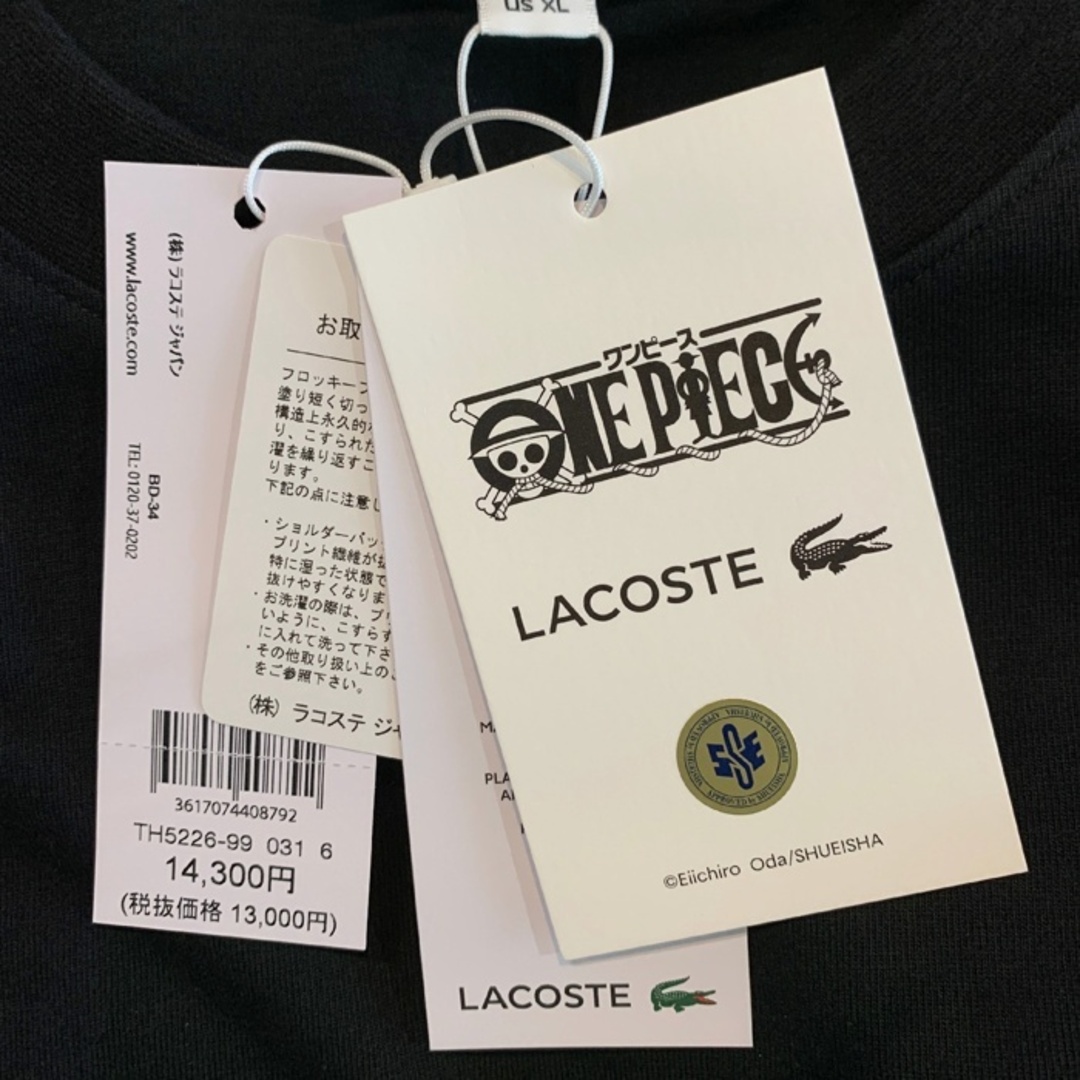 US XL
(株) ラコステ ジャパン
www.lacoste.com
BD-34
TEL: 0120-37-0202
3617074408792
TH5226-99 031 6
14,300円
(税抜価格 13,000円)
お取
フロッキープ
塗り短く切っ
構造上永久的な
り、こすられた
濯を繰り返すこ
ります。
下記の点に注意し
・ショルダーバッ
プリント繊維が抜
特に湿った状態で
抜けやすくなりま
・お洗濯の際は、プリ
いように、こすらず
に入れて洗って下さ
・その他取り扱い上のこ
をご参照下さい。
(株) ラコステ ジャ
ワンピース
ONE PIECE
LACOSTE
©Eiichiro Oda/SHUEISHA
LACOSTE